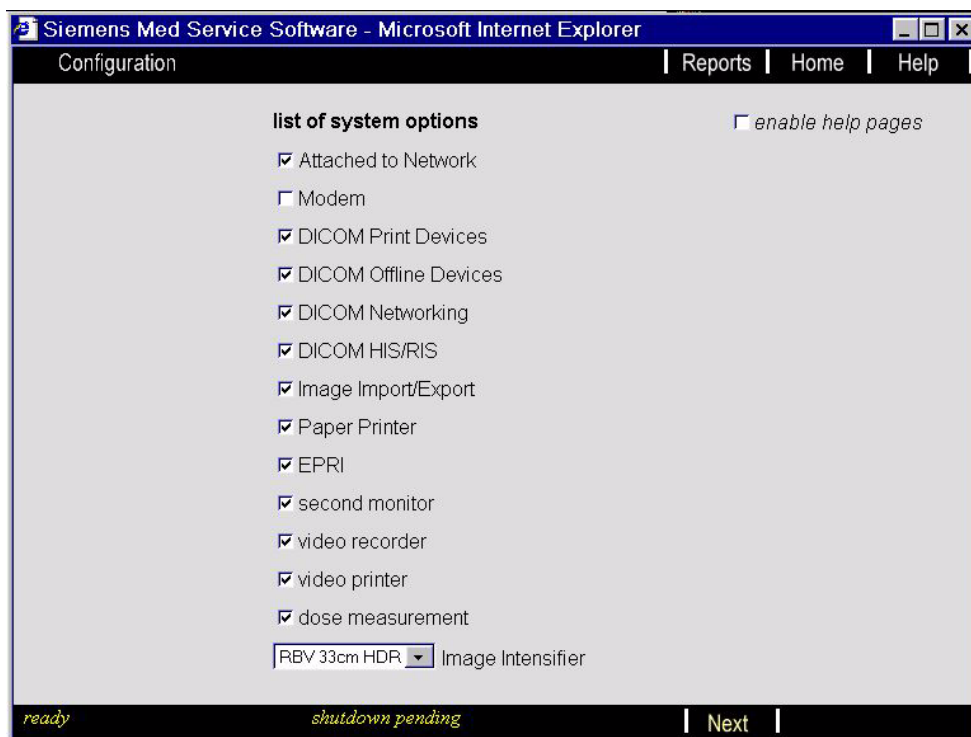 Siemens Med Service Software - Microsoft Internet Explorer
Configuration
Reports
Home
Help
list of system options
enable help pages
Attached to Network
Modem
DICOM Print Devices
DICOM Offline Devices
DICOM Networking
DICOM HIS/RIS
Image Import/Export
Paper Printer
EPRI
second monitor
video recorder
video printer
dose measurement
RBV 33cm HDR Image Intensifier
ready
shutdown pending
Next